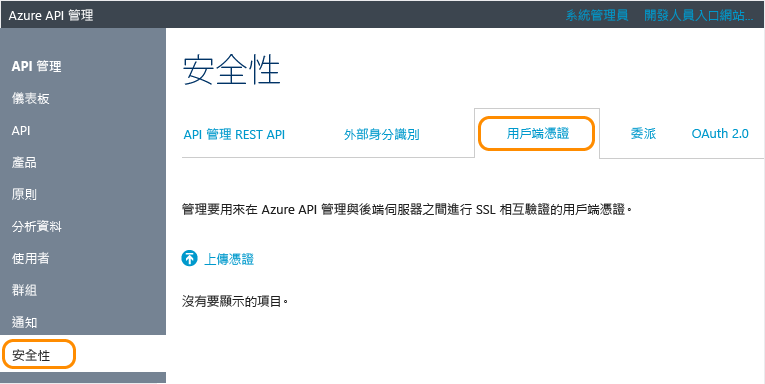 Azure API 管理
系統管理員 開發人員入口網站...
API 管理
儀表板
API
產品
原則
分析資料
使用者
群組
通知
安全性
安全性
API 管理 REST API 外部身分識別 用戶端憑證 委派 OAuth 2.0
管理要用來在 Azure API 管理與後端伺服器之間進行 SSL 相互驗證的用戶端憑證。
上傳憑證
沒有要顯示的項目。